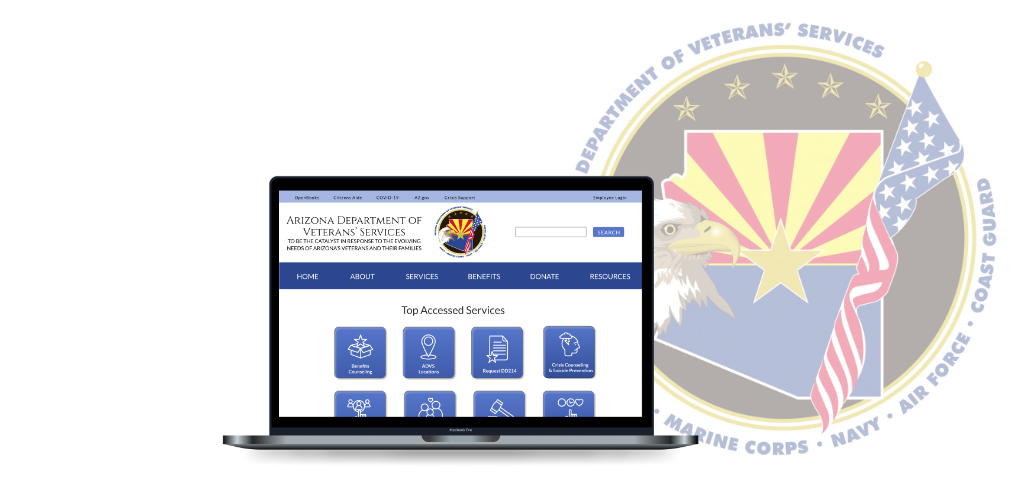 DEPARTMENT OF VETERANS' SERVICES
MARINE CORPS • NAVY • AIR FORCE • COAST GUARD
OpenBooks Citizens Aide COVID-19 AZ.gov Crisis Support Employee Login
ARIZONA DEPARTMENT OF
VETERANS' SERVICES
TO BE THE CATALYST IN RESPONSE TO THE EVOLVING
NEEDS OF ARIZONA'S VETERANS AND THEIR FAMILIES
SEARCH
HOME ABOUT SERVICES BENEFITS DONATE RESOURCES
Top Accessed Services
Benefits
Counseling
ADVS
Locations
Request DD214
Crisis Counseling
& Suicide Prevention
MacBook Pro